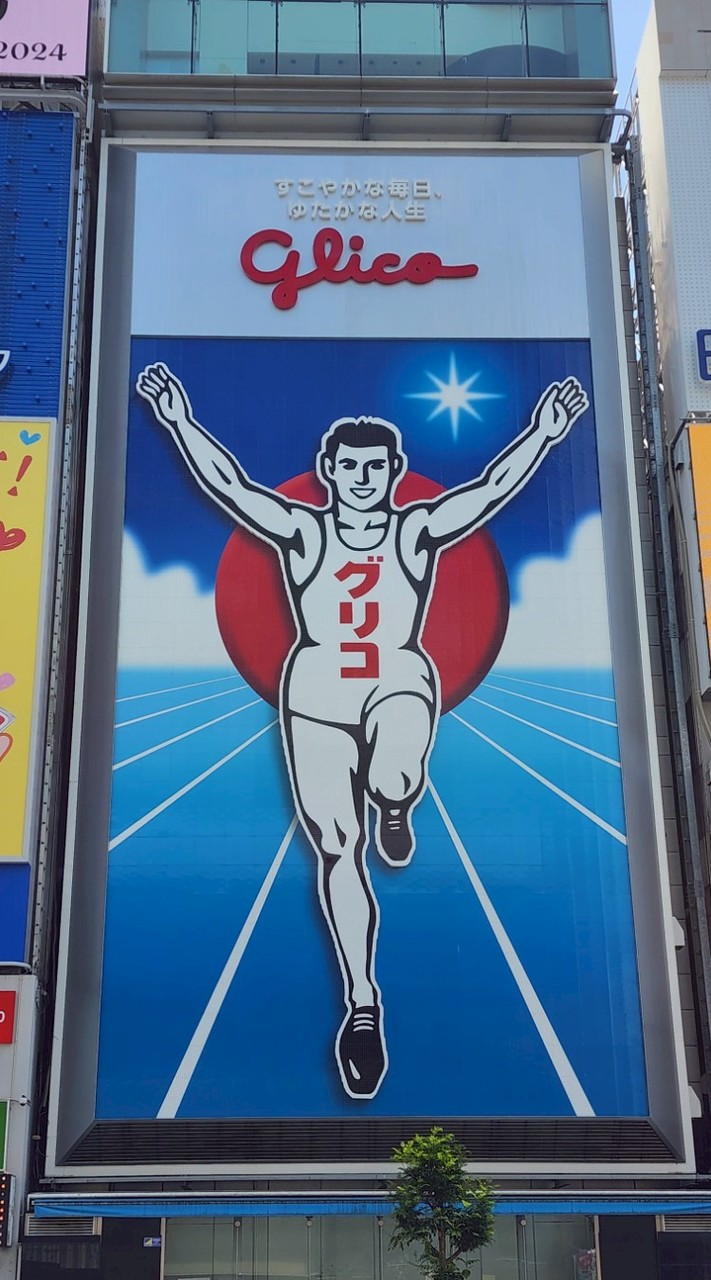 2024
すこやかな毎日、
ゆたかな人生
Glico
グリコ